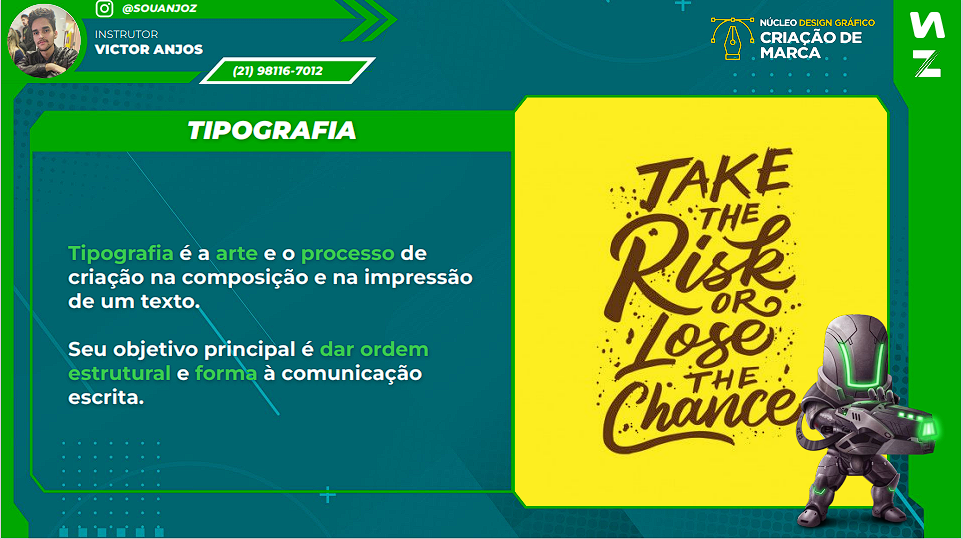 @SOUANJOZ
INSTRUTOR
VICTOR ANJOS
(21) 98116-7012
NÚCLEO DESIGN GRÁFICO
CRIAÇÃO DE
MARCA
TIPOGRAFIA
Tipografia é a arte e o processo de
criação na composição e na impressão
de um texto.
Seu objetivo principal é dar ordem
estrutural e forma à comunicação
escrita.
TAKE
THE
Risk
OR
Lose
THE
Chance